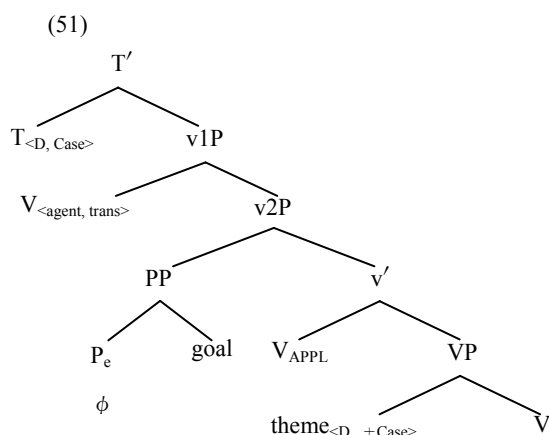 (51)
T′
T<D, Case> v1P
V<agent, trans> v2P
PP v′
Pe goal VAPPL VP
ϕ
theme<D, +Case> V